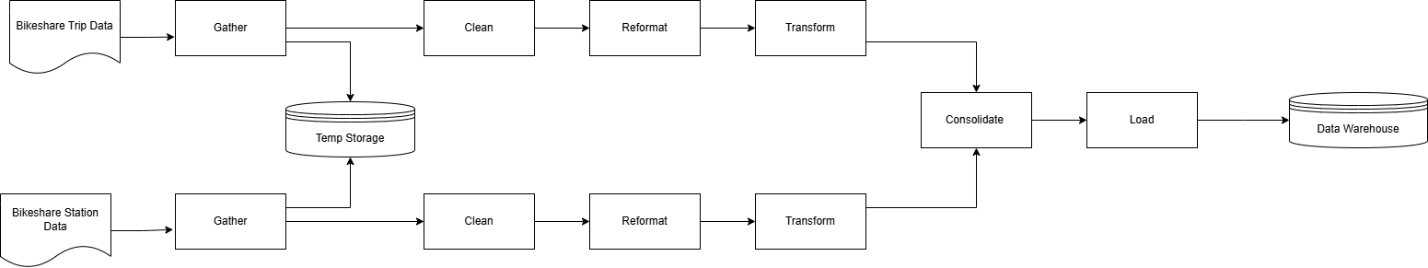 Bikeshare Trip Data
Gather
Clean
Reformat
Transform
Temp Storage
Consolidate
Load
Data Warehouse
Bikeshare Station
Data
Gather
Clean
Reformat
Transform